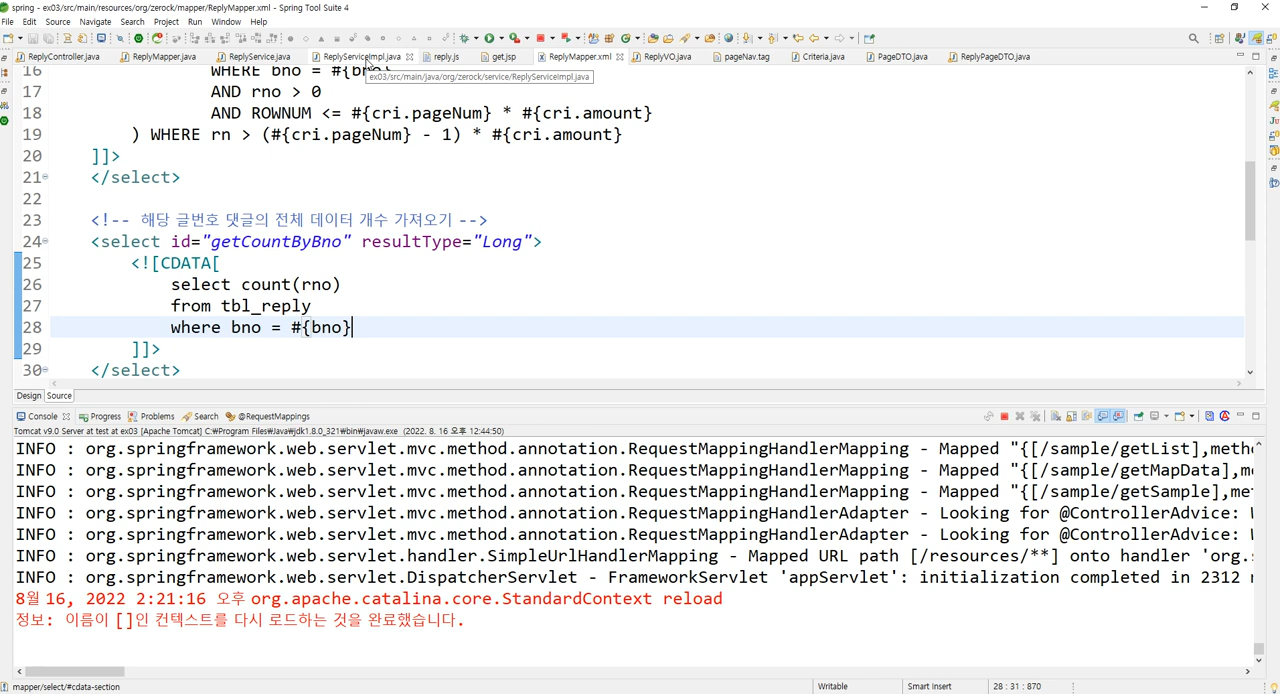 spring - ex03/src/main/resources/org/zerock/mapper/ReplyMapper.xml - Spring Tool Suite 4
File Edit Source Navigate Search Project Run Window Help
ReplyController.java ReplyMapper.java ReplyService.java ReplyServiceImpl.java reply.js get.jsp ReplyMapper.xml ReplyVO.java pageNav.tag Criteria.java PageDTO.java ReplyPageDTO.java
ex03/src/main/java/org/zerock/service/ReplyServiceImpl.java
16 WHERE bno = #{bno}
17 AND rno > 0
18 AND ROWNUM <= #{cri.pageNum} * #{cri.amount}
19 ) WHERE rn > (#{cri.pageNum} - 1) * #{cri.amount}
20 ]]>
21 </select>
22
23 <!-- 해당 글번호 댓글의 전체 데이터 개수 가져오기 -->
24 <select id="getCountByBno" resultType="Long">
25 <![CDATA[
26 select count(rno)
27 from tbl_reply
28 where bno = #{bno}
29 ]]>
30 </select>
Design Source
Console Progress Problems Search @RequestMappings
Tomcat v9.0 Server at test at ex03 [Apache Tomcat] C:₩Program Files₩Java₩jdk1.8.0_321₩bin₩javaw.exe (2022. 8. 16 오후 12:44:50)
INFO : org.springframework.web.servlet.mvc.method.annotation.RequestMappingHandlerMapping - Mapped "{[/sample/getList],metho
INFO : org.springframework.web.servlet.mvc.method.annotation.RequestMappingHandlerMapping - Mapped "{[/sample/getMapData],me
INFO : org.springframework.web.servlet.mvc.method.annotation.RequestMappingHandlerMapping - Mapped "{[/sample/getSample],met
INFO : org.springframework.web.servlet.mvc.method.annotation.RequestMappingHandlerAdapter - Looking for @ControllerAdvice: W
INFO : org.springframework.web.servlet.mvc.method.annotation.RequestMappingHandlerAdapter - Looking for @ControllerAdvice: W
INFO : org.springframework.web.servlet.handler.SimpleUrlHandlerMapping - Mapped URL path [/resources/**] onto handler 'org.s
INFO : org.springframework.web.servlet.DispatcherServlet - FrameworkServlet 'appServlet': initialization completed in 2312 m
8월 16, 2022 2:21:16 오후 org.apache.catalina.core.StandardContext reload
정보: 이름이 []인 컨텍스트를 다시 로드하는 것을 완료했습니다.
mapper/select/#cdata-section Writable Smart Insert 28 : 31 : 870